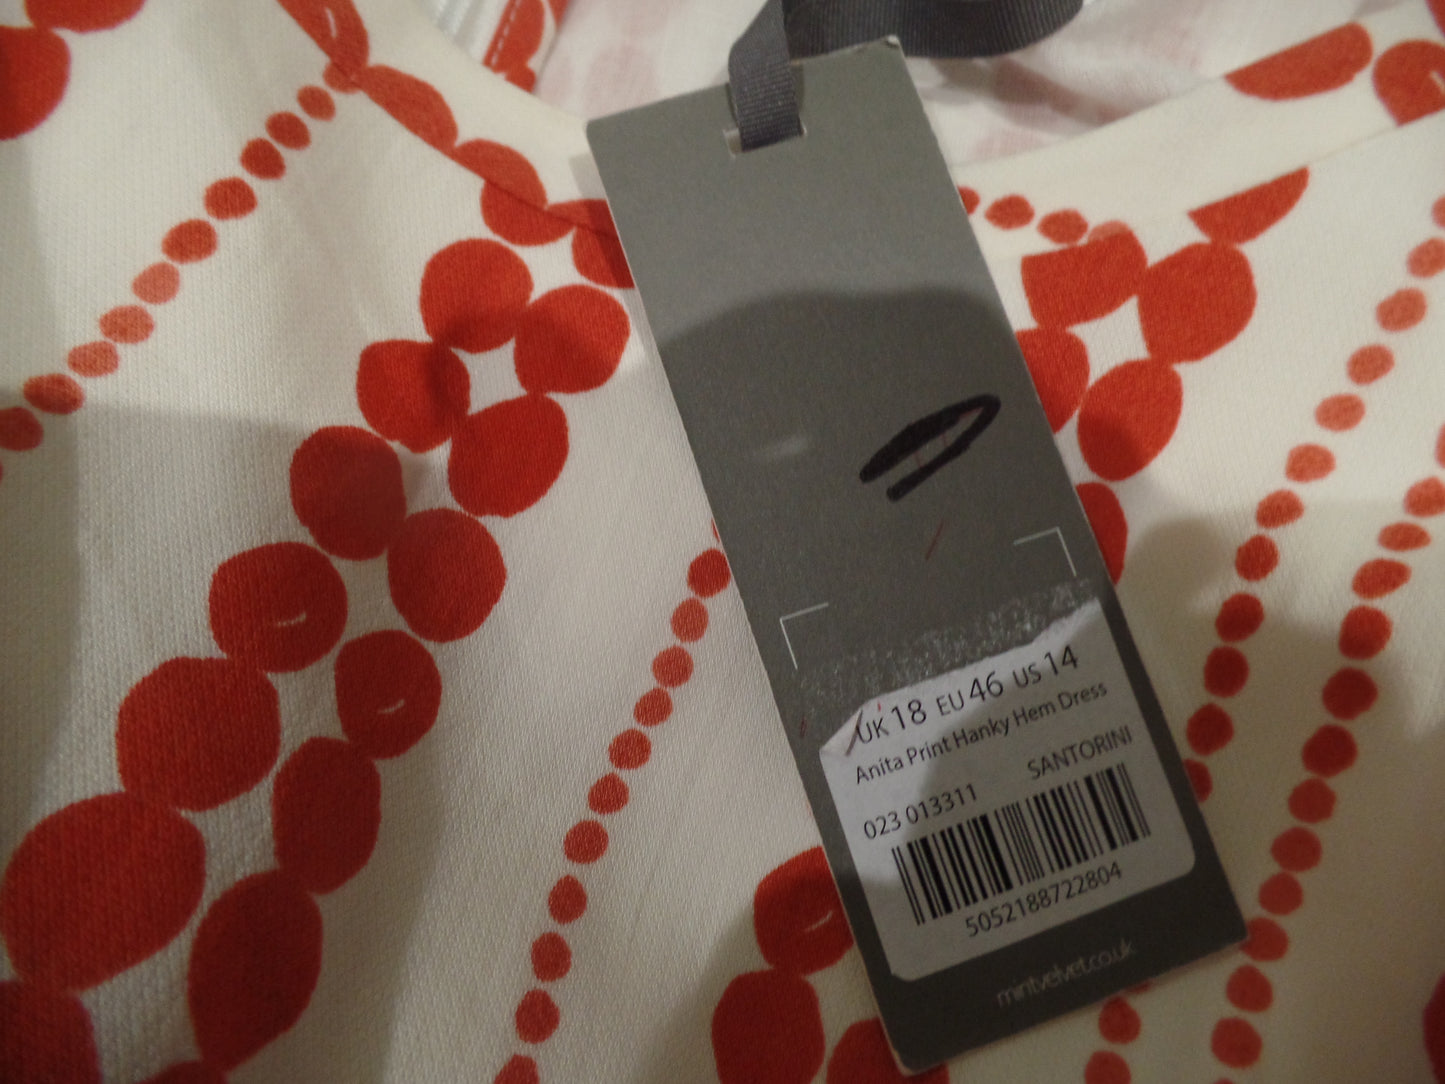 UK 18 EU 46 US 14
Anita Print Hanky Hem Dress
SANTORINI
023 013311
5052188722804
mintvelvet.co.uk